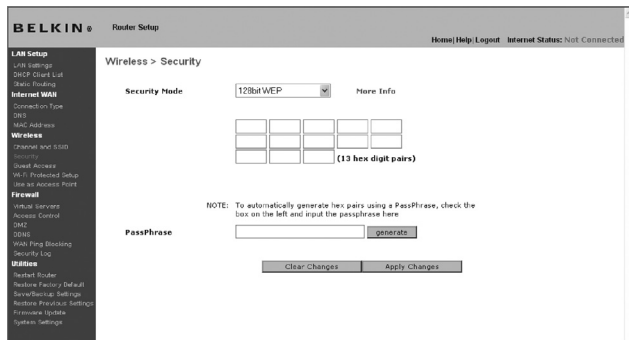 BELKIN
Router Setup
Home|Help|Logout Internet Status: Not Connected
LAN Setup
LAN Settings
DHCP Client List
Static Routing
Internet WAN
Connection Type
DNS
MAC Address
Wireless
Channel and SSID
Security
Guest Access
Wi-Fi Protected Setup
Use as Access Point
Firewall
Virtual Servers
Access Control
DMZ
DDNS
WAN Ping Blocking
Security Log
Utilities
Restart Router
Restore Factory Default
Save/Backup Settings
Restore Previous Settings
Firmware Update
System Settings
Wireless > Security
Security Mode 128bit WEP More Info
(13 hex digit pairs)
NOTE: To automatically generate hex pairs using a PassPhrase, check the
box on the left and input the passphrase here
PassPhrase generate
Clear Changes Apply Changes